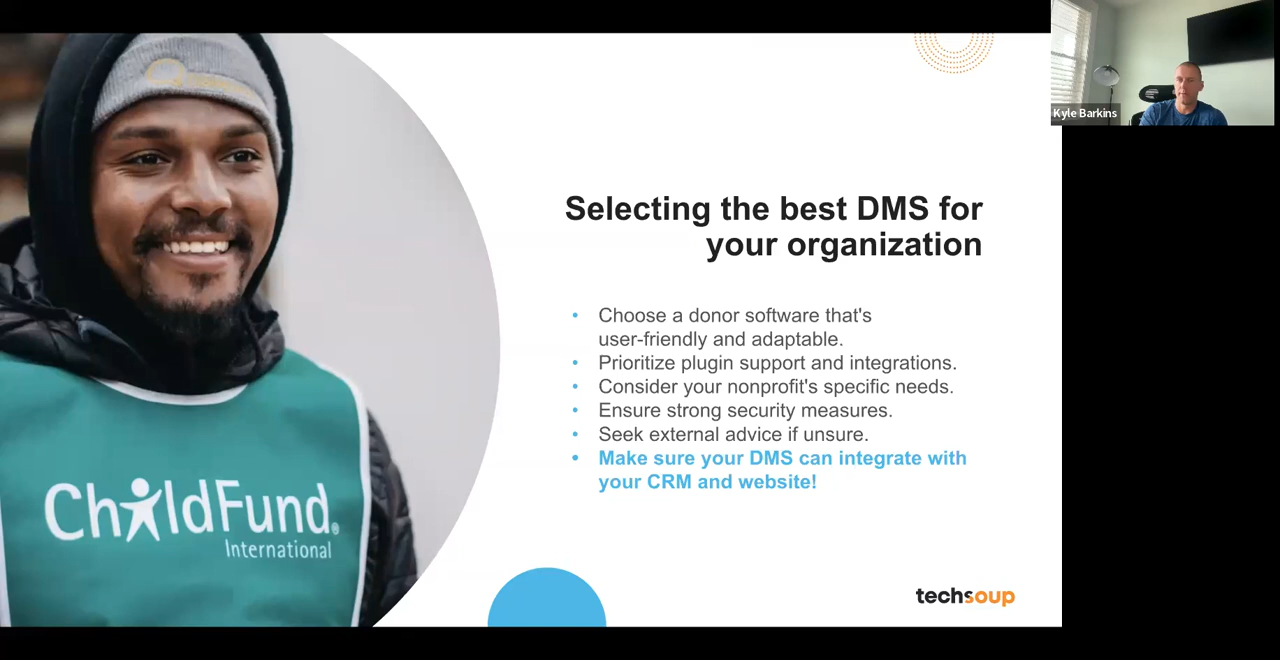 Selecting the best DMS for
your organization
• Choose a donor software that's
user-friendly and adaptable.
• Prioritize plugin support and integrations.
• Consider your nonprofit's specific needs.
• Ensure strong security measures.
• Seek external advice if unsure.
• Make sure your DMS can integrate with
your CRM and website!
ChildFund®
International
techsoup
Kyle Barkins